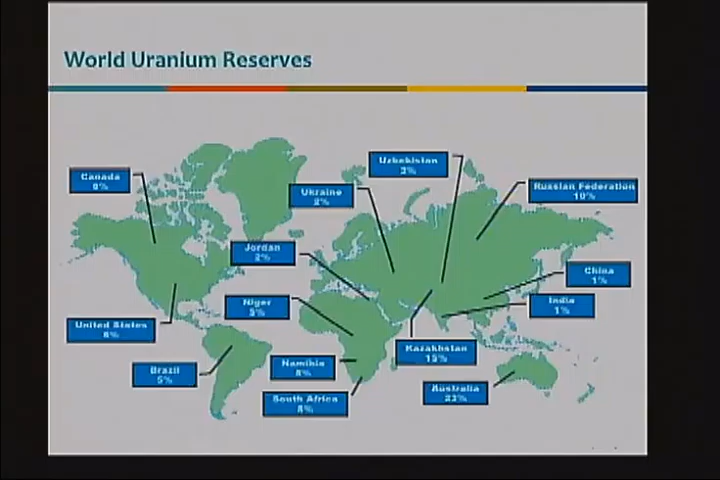 World Uranium Reserves
Canada
Uzbekistan
Ukraine
2%
Russian Federation
10%
Jordan
2%
China
1%
Niger
5%
India
1%
United States
Kazakhstan
15%
Brazil
5%
Namibia
Australia
23%
South Africa